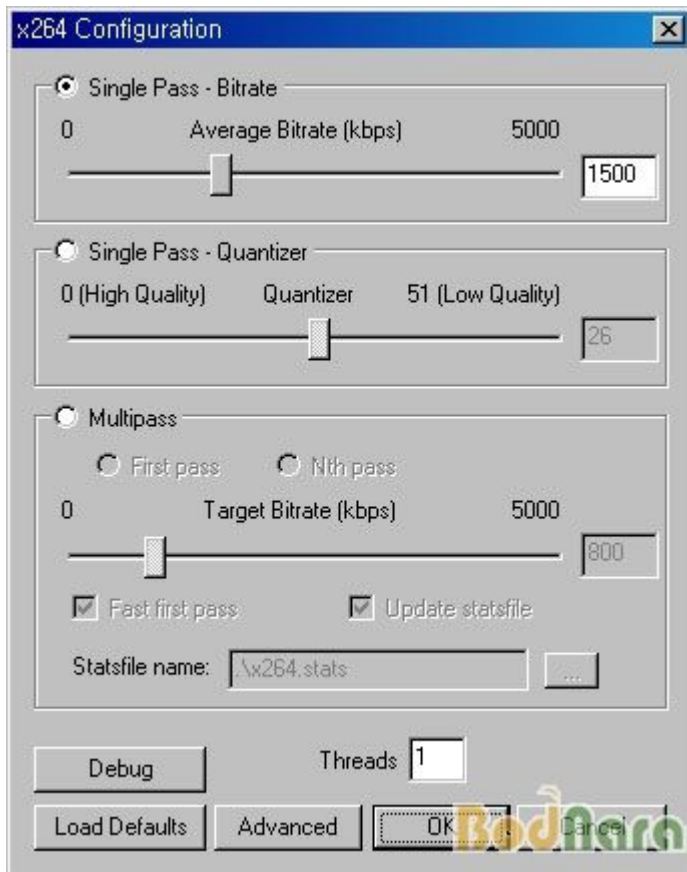 x264 Configuration
Single Pass - Bitrate
0 Average Bitrate (kbps) 5000
1500
Single Pass - Quantizer
0 (High Quality) Quantizer 51 (Low Quality)
26
Multipass
First pass Nth pass
0 Target Bitrate (kbps) 5000
800
Fast first pass Update statsfile
Statsfile name: .\x264.stats ...
Debug Threads 1
Load Defaults Advanced OK Cancel
BodNara